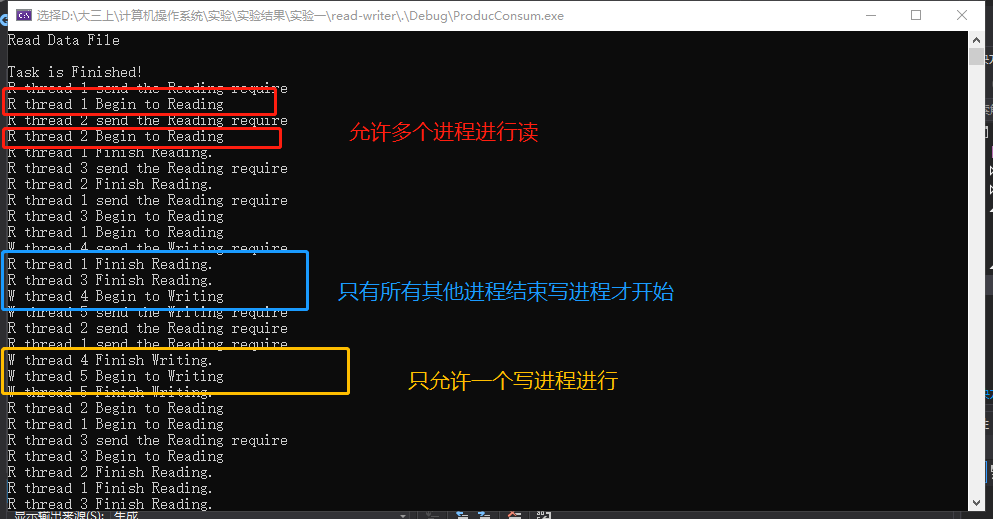 选择D:\大三上\计算机操作系统\实验\实验结果\实验一\read-writer\.\Debug\ProducConsum.exe
Read Data File
Task is Finished!
R thread 1 send the Reading require
R thread 1 Begin to Reading
R thread 2 send the Reading require
允许多个进程进行读
R thread 2 Begin to Reading
R thread 1 Finish Reading.
R thread 3 send the Reading require
R thread 2 Finish Reading.
R thread 1 send the Reading require
R thread 3 Begin to Reading
R thread 1 Begin to Reading
W thread 4 send the Writing require
R thread 1 Finish Reading.
R thread 3 Finish Reading.
只有所有其他进程结束写进程才开始
W thread 4 Begin to Writing
W thread 5 send the Writing require
R thread 2 send the Reading require
R thread 1 send the Reading require
W thread 4 Finish Writing.
W thread 5 Begin to Writing
只允许一个写进程进行
W thread 5 Finish Writing.
R thread 2 Begin to Reading
R thread 1 Begin to Reading
R thread 3 send the Reading require
R thread 3 Begin to Reading
R thread 2 Finish Reading.
R thread 1 Finish Reading.
R thread 3 Finish Reading.
显示输出来源(S): 生成